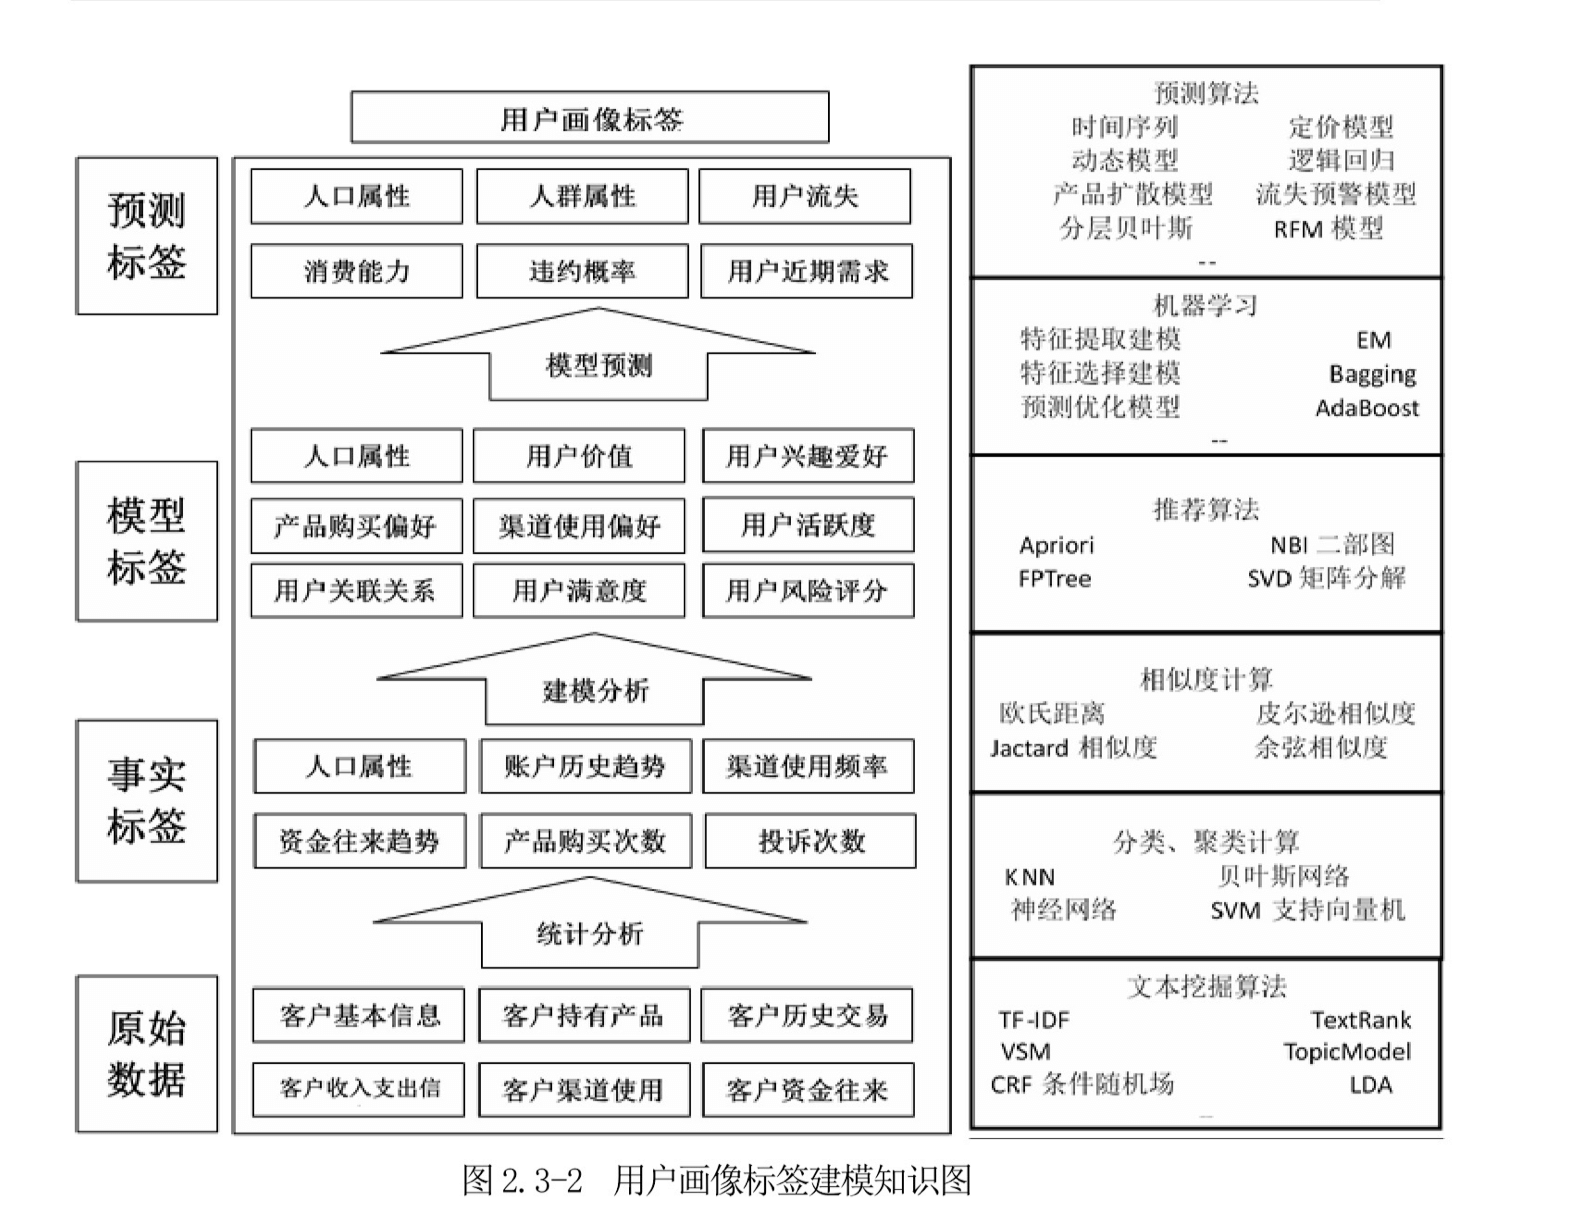 用户画像标签
预测
标签
人口属性 人群属性 用户流失
消费能力 违约概率 用户近期需求
模型预测
模型
标签
人口属性 用户价值 用户兴趣爱好
产品购买偏好 渠道使用偏好 用户活跃度
用户关联关系 用户满意度 用户风险评分
建模分析
事实
标签
人口属性 账户历史趋势 渠道使用频率
资金往来趋势 产品购买次数 投诉次数
统计分析
原始
数据
客户基本信息 客户持有产品 客户历史交易
客户收入支出信 客户渠道使用 客户资金往来
预测算法
时间序列 定价模型
动态模型 逻辑回归
产品扩散模型 流失预警模型
分层贝叶斯 RFM 模型
--
机器学习
特征提取建模 EM
特征选择建模 Bagging
预测优化模型 AdaBoost
--
推荐算法
Apriori NBI 二部图
FPTree SVD 矩阵分解
相似度计算
欧氏距离 皮尔逊相似度
Jactard 相似度 余弦相似度
分类、聚类计算
KNN 贝叶斯网络
神经网络 SVM 支持向量机
文本挖掘算法
TF-IDF TextRank
VSM TopicModel
CRF 条件随机场 LDA
图 2.3-2 用户画像标签建模知识图